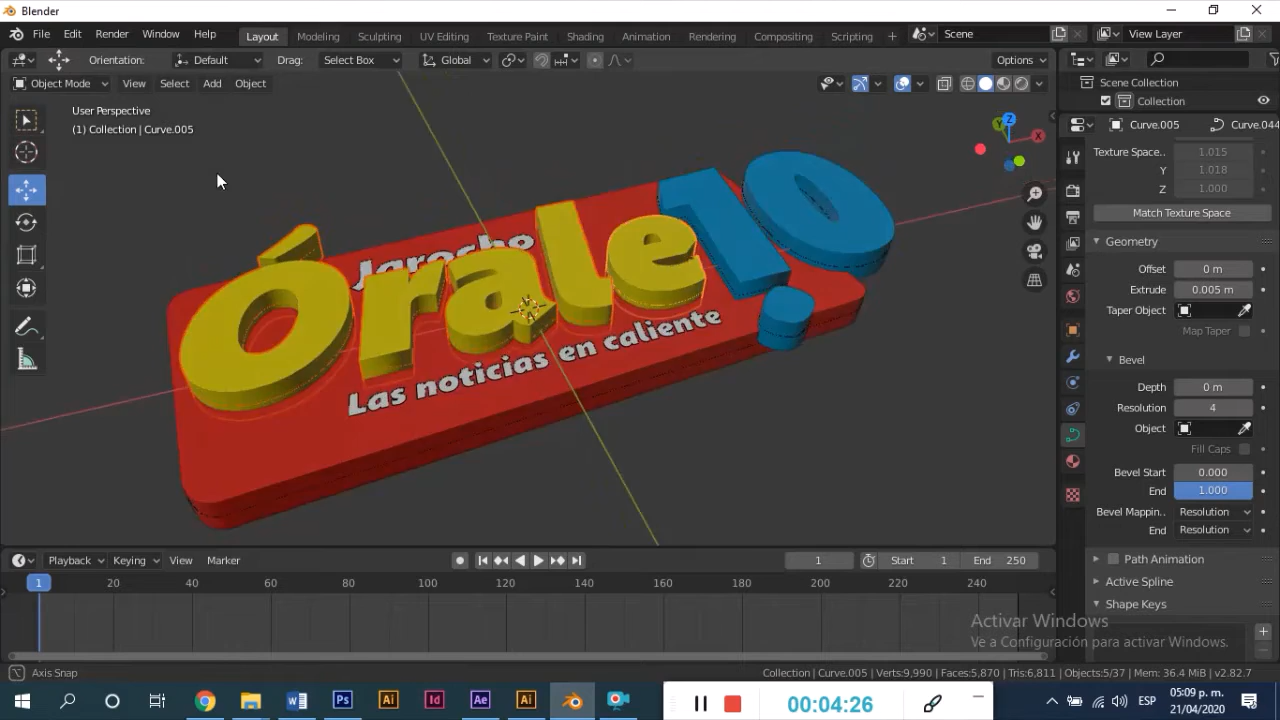 Blender
File Edit Render Window Help Layout Modeling Sculpting UV Editing Texture Paint Shading Animation Rendering Compositing Scripting + Scene View Layer
Orientation: Default Drag: Select Box Global Options
Object Mode View Select Add Object Scene Collection
Collection
User Perspective
(1) Collection | Curve.005
Curve.005 Curve.044
Texture Space.. 1.015
Y 1.018
Z 1.000
Match Texture Space
Geometry
Offset 0 m
Extrude 0.005 m
Taper Object
Map Taper
Bevel
Depth 0 m
Resolution 4
Object
Fill Caps
Bevel Start 0.000
End 1.000
Bevel Mappin.. Resolution
End Resolution
Path Animation
Active Spline
Shape Keys
Z
Y
X
Jarocho
Órale!0
Las noticias en caliente
Playback Keying View Marker 1 Start 1 End 250
1 20 40 60 80 100 120 140 160 180 200 220 240
Activar Windows
Ve a Configuración para activar Windows.
Axis Snap Collection | Curve.005 | Verts:9,990 | Faces:5,870 | Tris:6,811 | Objects:5/37 | Mem: 36.4 MiB | v2.82.7
Ps Ai Id Ae Ai 00:04:26 ESP 05:09 p. m.
21/04/2020